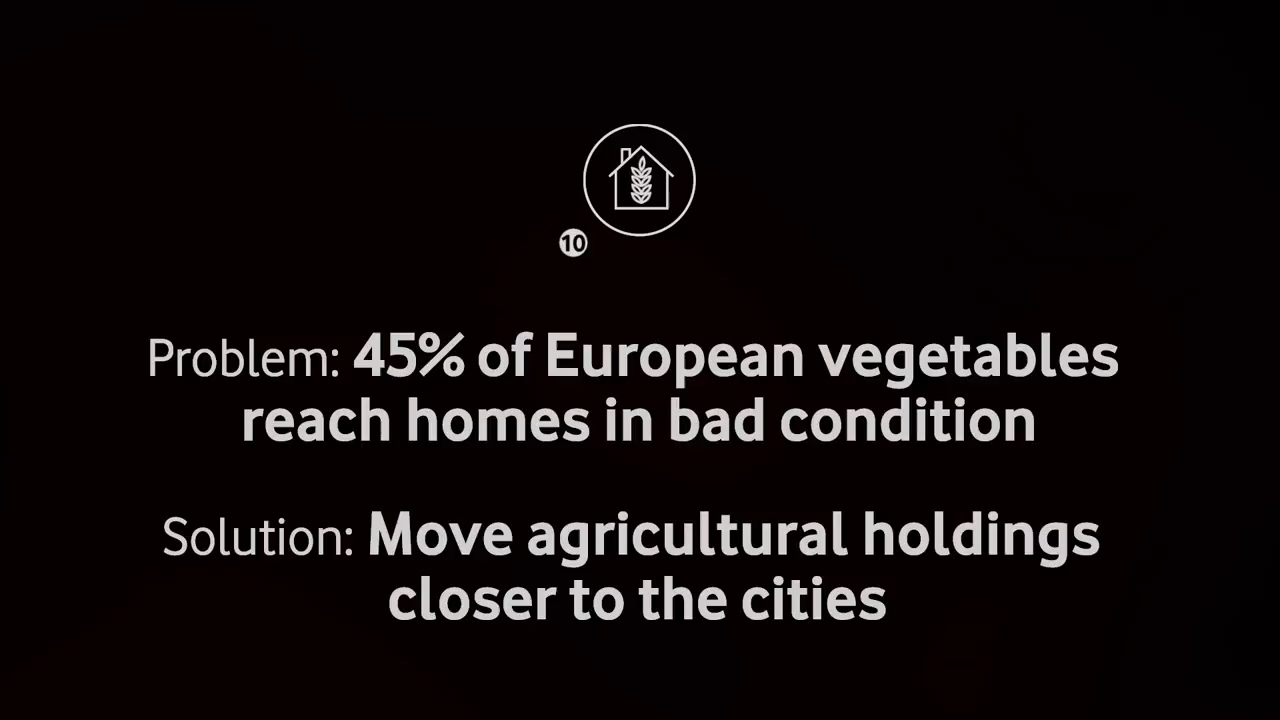 10
Problem: 45% of European vegetables
reach homes in bad condition
Solution: Move agricultural holdings
closer to the cities